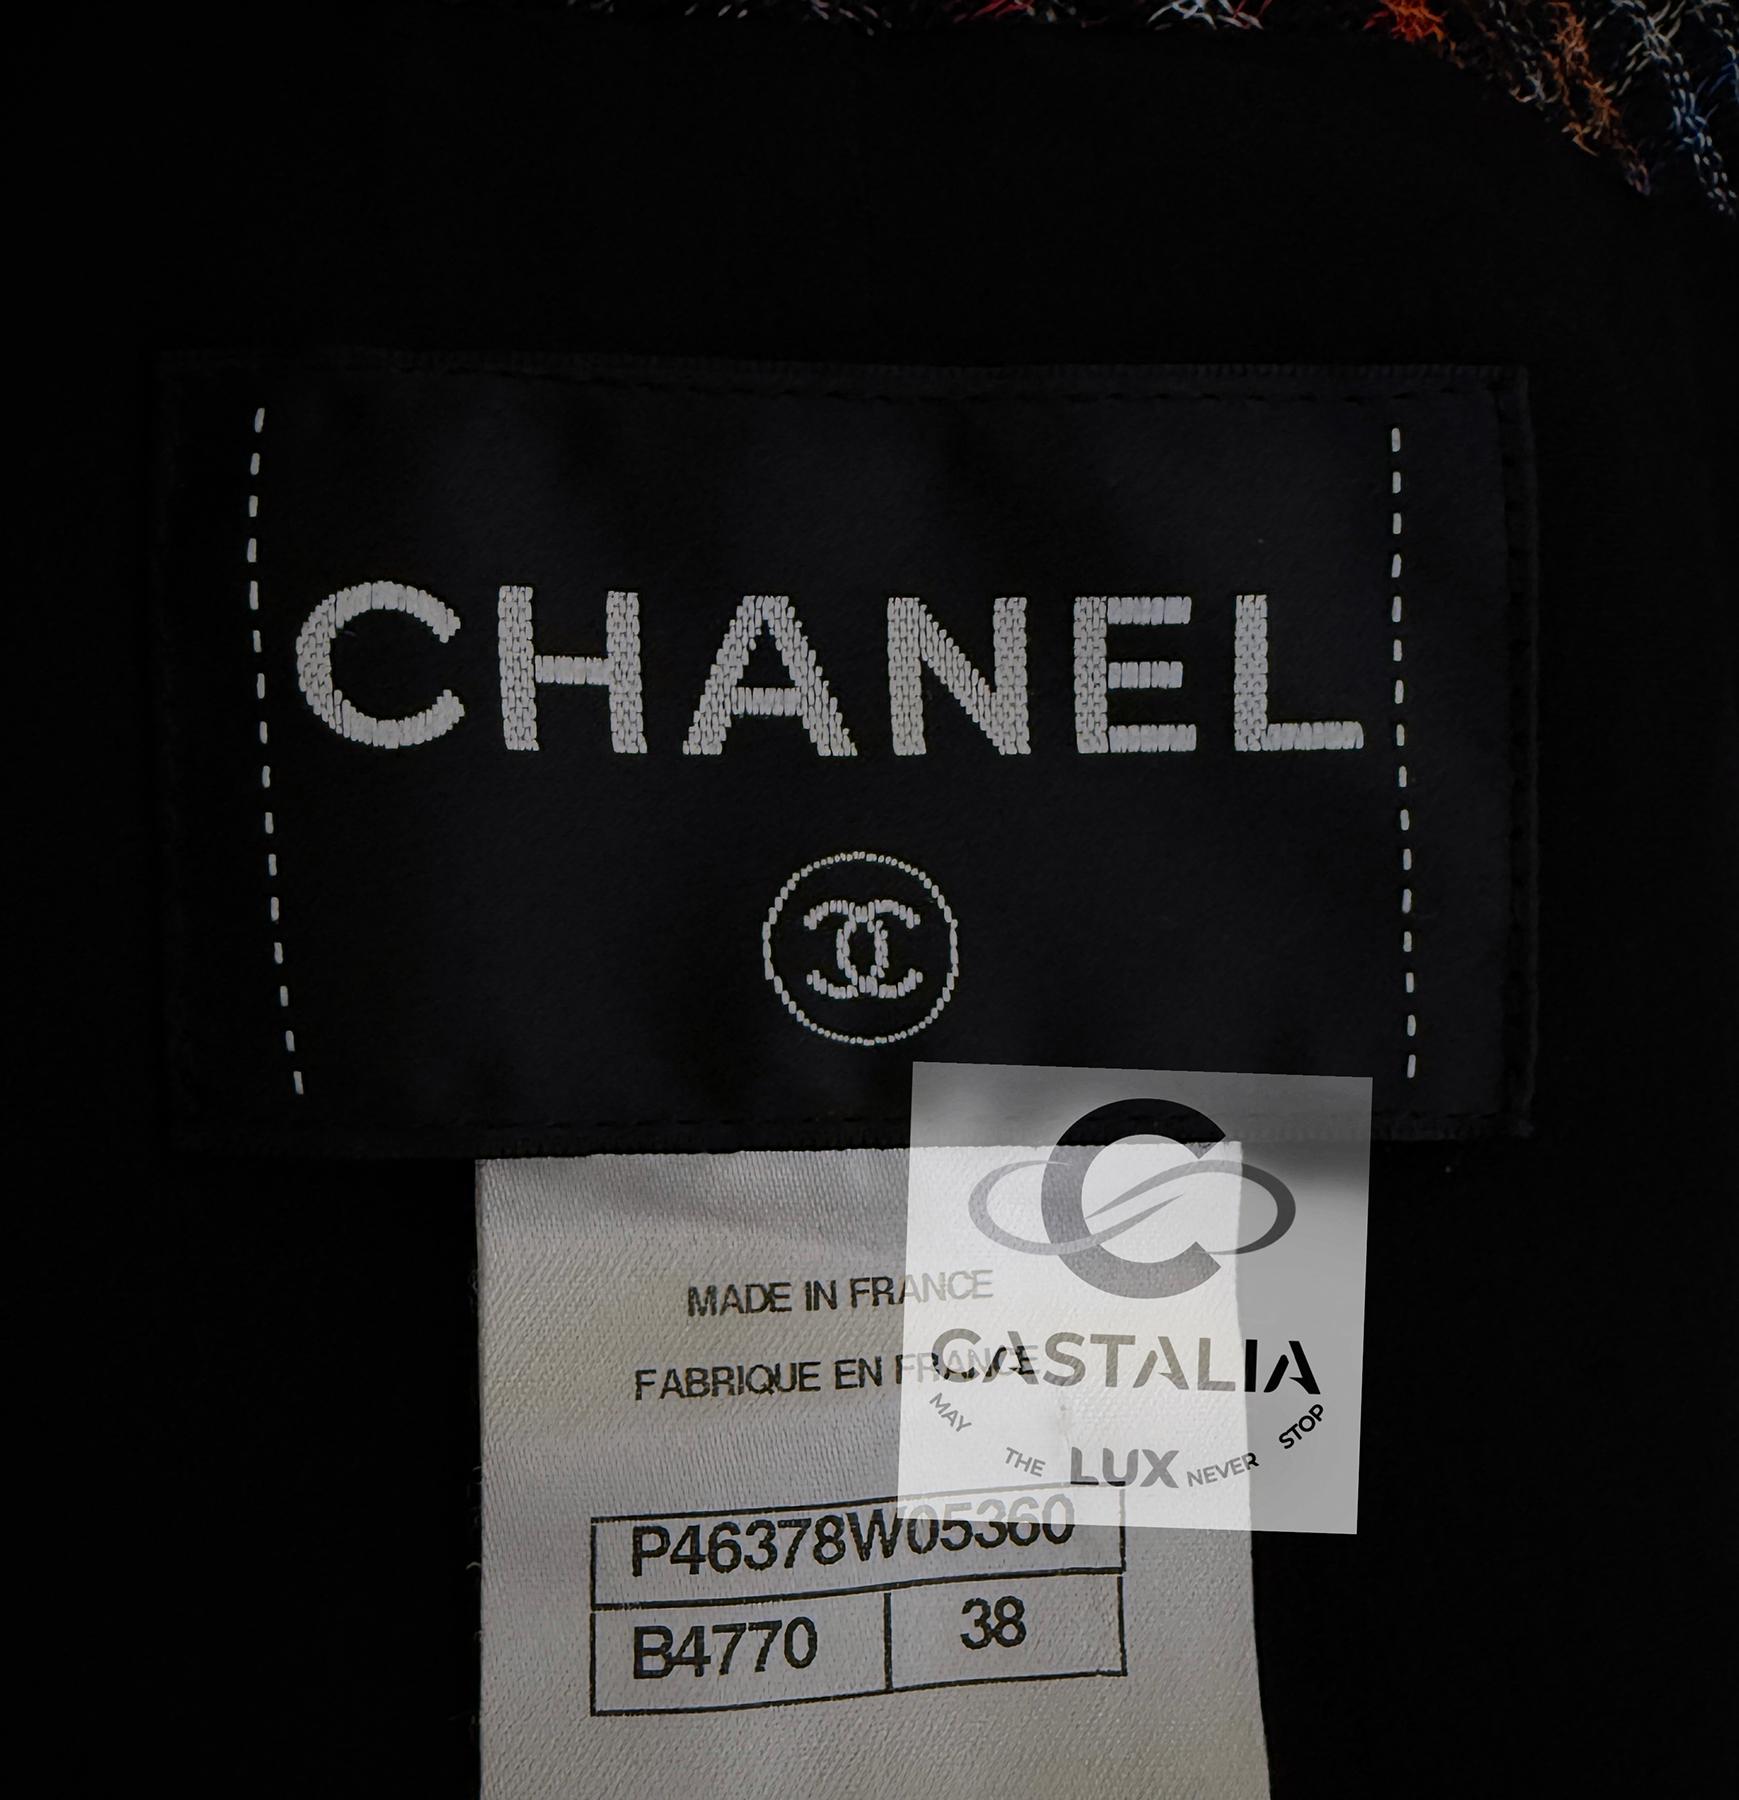 CHANEL
MADE IN FRANCE
FABRIQUE EN FRANCE
CASTALIA
MAY THE LUX NEVER STOP
P46378W05360
B4770 38